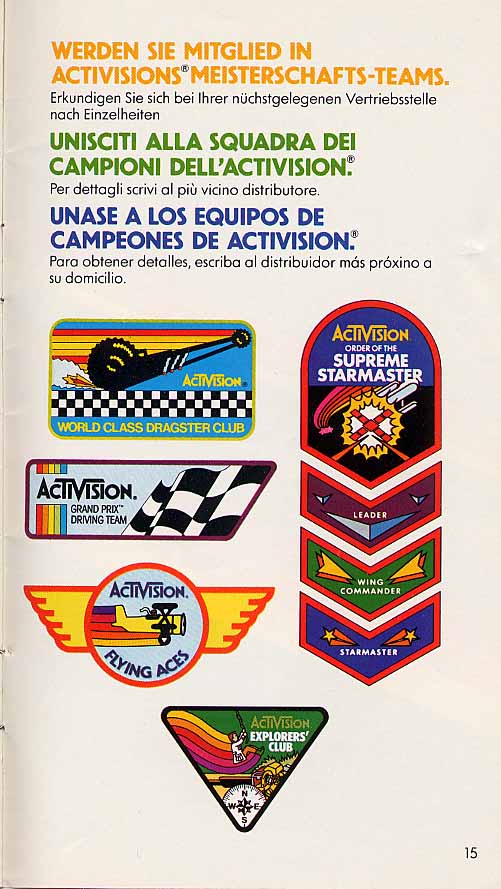 WERDEN SIE MITGLIED IN
ACTIVISIONS® MEISTERSCHAFTS-TEAMS.
Erkundigen Sie sich bei Ihrer nüchstgelegenen Vertriebsstelle
nach Einzelheiten
UNISCITI ALLA SQUADRA DEI
CAMPIONI DELL'ACTIVISION.®
Per dettagli scrivi al più vicino distributore.
UNASE A LOS EQUIPOS DE
CAMPEONES DE ACTIVISION.®
Para obtener detalles, escriba al distribuidor más próxino a
su domicilio.
ACTIVISION®
WORLD CLASS DRAGSTER CLUB
ACTIVISION.
GRAND PRIX™
DRIVING TEAM
ACTIVISION.
FLYING ACES
ACTIVISION
ORDER OF THE
SUPREME
STARMASTER
LEADER
WING
COMMANDER
STARMASTER
ACTIVISION.
EXPLORERS'
CLUB
N
W E
S
15